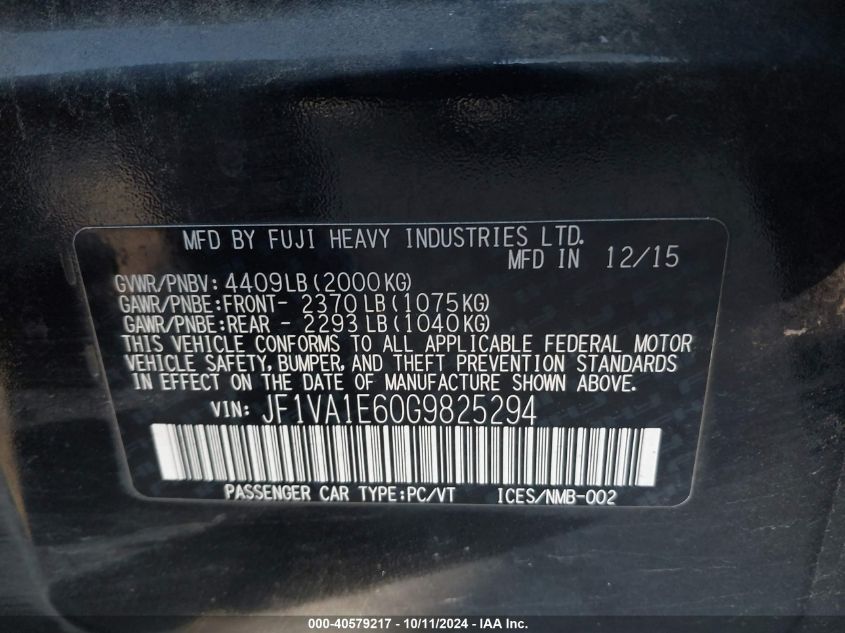 MFD BY FUJI HEAVY INDUSTRIES LTD.
MFD IN 12/15
GVWR/PNBV: 4409LB (2000KG)
GAWR/PNBE:FRONT- 2370 LB (1075KG)
GAWR/PNBE:REAR - 2293 LB (1040KG)
THIS VEHICLE CONFORMS TO ALL APPLICABLE FEDERAL MOTOR
VEHICLE SAFETY, BUMPER, AND THEFT PREVENTION STANDARDS
IN EFFECT ON THE DATE OF MANUFACTURE SHOWN ABOVE.
VIN: JF1VA1E60G9825294
PASSENGER CAR TYPE:PC/VT ICES/NMB-002
000-40579217 - 10/11/2024 - IAA Inc.